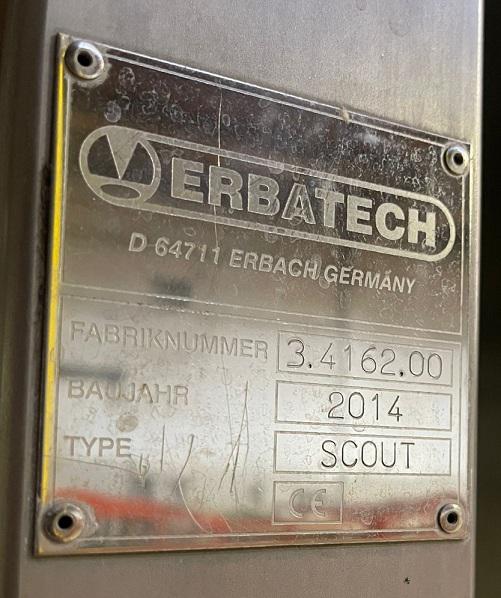 ERBATECH
D 64711 ERBACH GERMANY
FABRIKNUMMER 3.4162.00
BAUJAHR 2014
TYPE SCOUT
CE